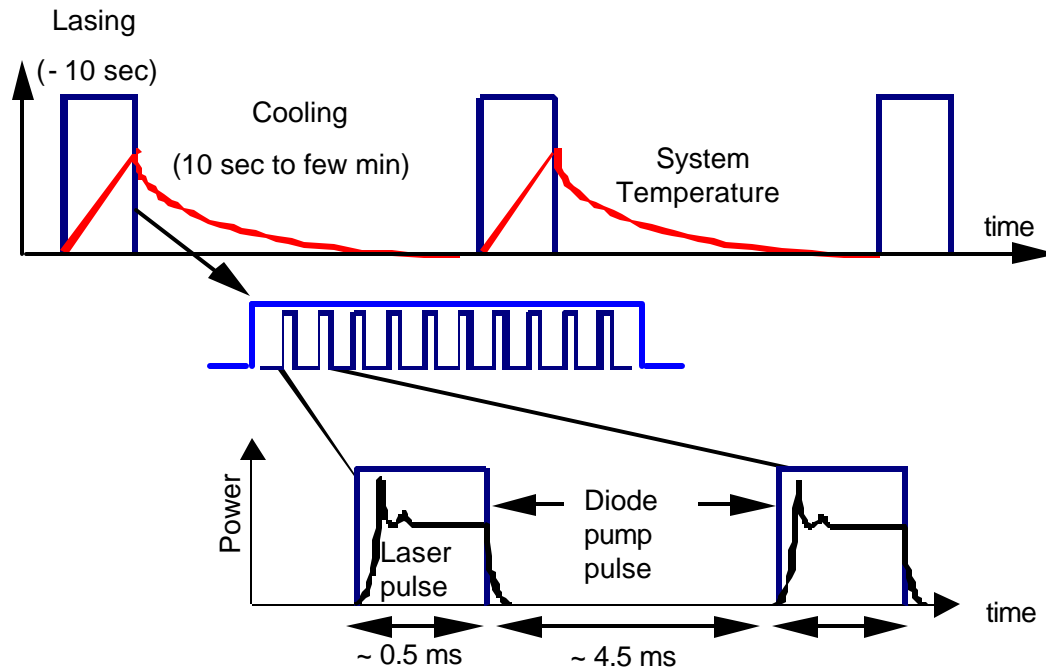 Lasing
(- 10 sec)
Cooling
(10 sec to few min)
System
Temperature
time
Power
Laser
pulse
Diode
pump
pulse
time
~ 0.5 ms
~ 4.5 ms